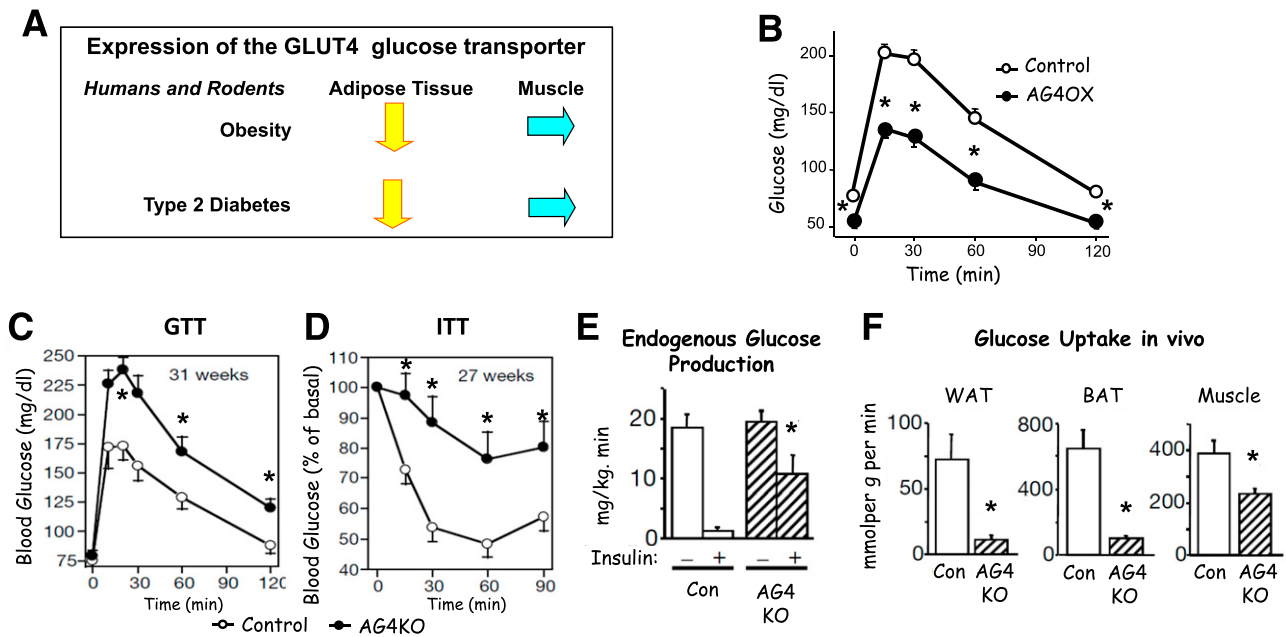 A
Expression of the GLUT4 glucose transporter
Humans and Rodents Adipose Tissue Muscle
Obesity
Type 2 Diabetes
B
Glucose (mg/dl)
200
150
100
50
0 30 60 90 120
Time (min)
Control
AG4OX
*
*
*
*
*
C
GTT
Blood Glucose (mg/dl)
250
225
200
175
150
125
100
75
31 weeks
*
*
*
0 30 60 90 120
Time (min)
D
ITT
Blood Glucose (% of basal)
110
100
90
80
70
60
50
40
27 weeks
*
*
*
*
0 30 60 90
Time (min)
Control AG4KO
E
Endogenous Glucose
Production
mg/kg. min
20
10
0
*
Insulin: – + – +
Con AG4
KO
F
Glucose Uptake in vivo
mmolper g per min
WAT
100
50
0
*
Con AG4
KO
BAT
800
400
0
*
Con AG4
KO
Muscle
400
200
0
*
Con AG4
KO